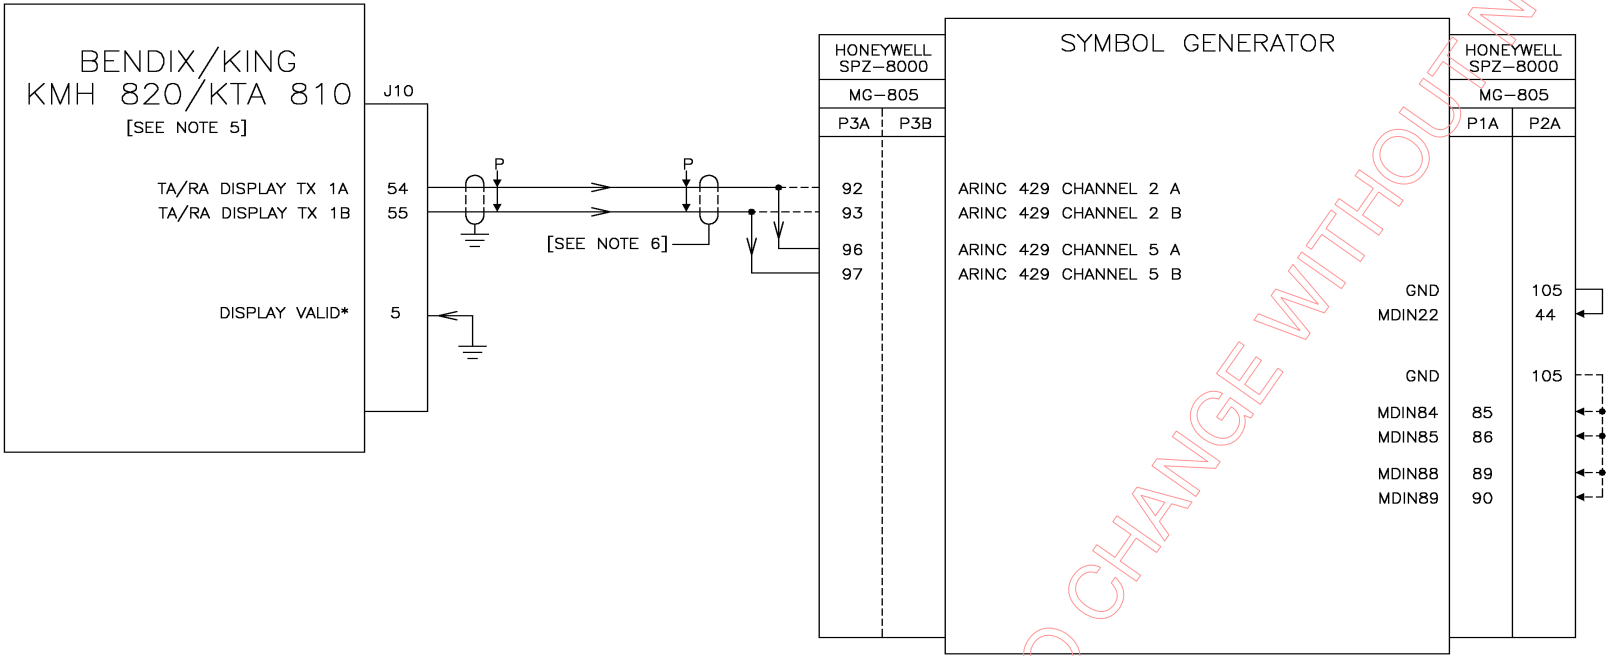 BENDIX/KING
KMH 820/KTA 810
[SEE NOTE 5]
J10
TA/RA DISPLAY TX 1A 54
TA/RA DISPLAY TX 1B 55
DISPLAY VALID* 5
P
P
[SEE NOTE 6]
HONEYWELL
SPZ-8000
MG-805
P3A P3B
92
93
96
97
SYMBOL GENERATOR
ARINC 429 CHANNEL 2 A
ARINC 429 CHANNEL 2 B
ARINC 429 CHANNEL 5 A
ARINC 429 CHANNEL 5 B
HONEYWELL
SPZ-8000
MG-805
P1A P2A
GND 105
MDIN22 44
GND 105
MDIN84 85
MDIN85 86
MDIN88 89
MDIN89 90
CHANGE WITHOUT